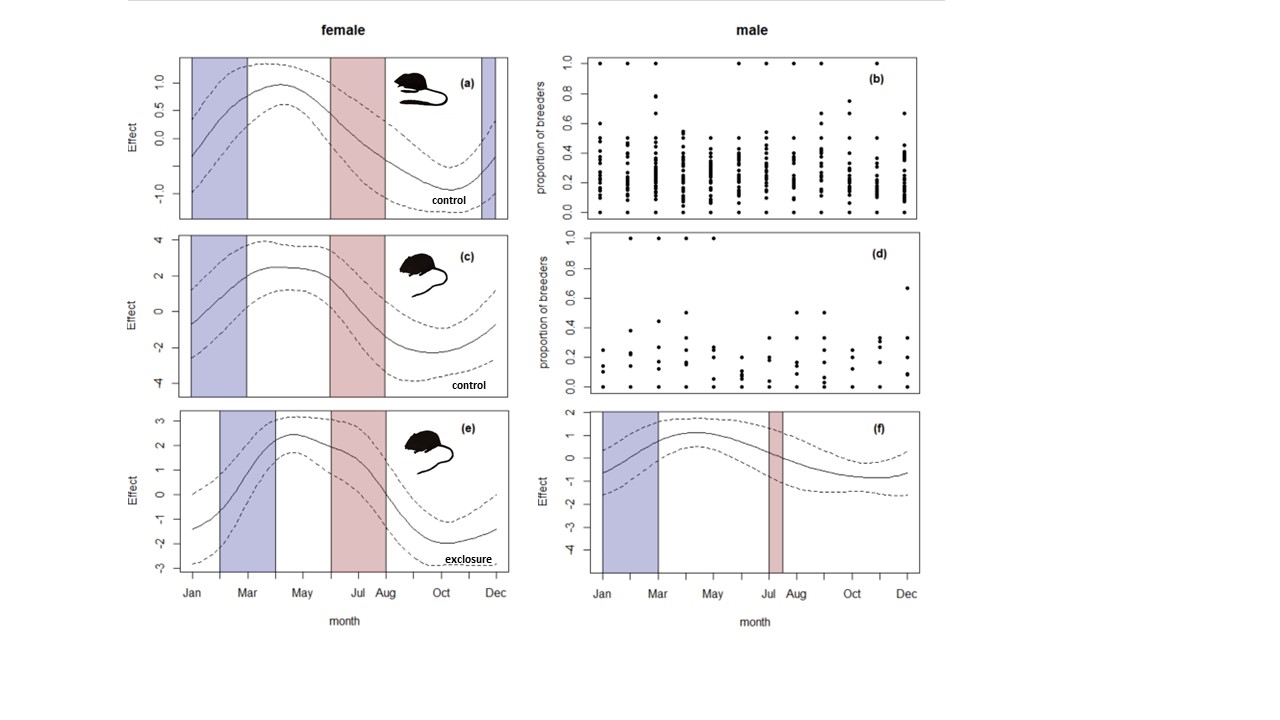 female
male
Effect
1.0
0.5
0.0
-1.0
(a)
control
proportion of breeders
1.0
0.8
0.6
0.4
0.2
0.0
(b)
Effect
4
2
0
-2
-4
(c)
control
proportion of breeders
1.0
0.8
0.6
0.4
0.2
0.0
(d)
Effect
3
2
1
0
-1
-2
-3
(e)
exclosure
Jan Mar May Jul Aug Oct Dec
month
Effect
2
1
0
-1
-2
-3
-4
(f)
Jan Mar May Jul Aug Oct Dec
month